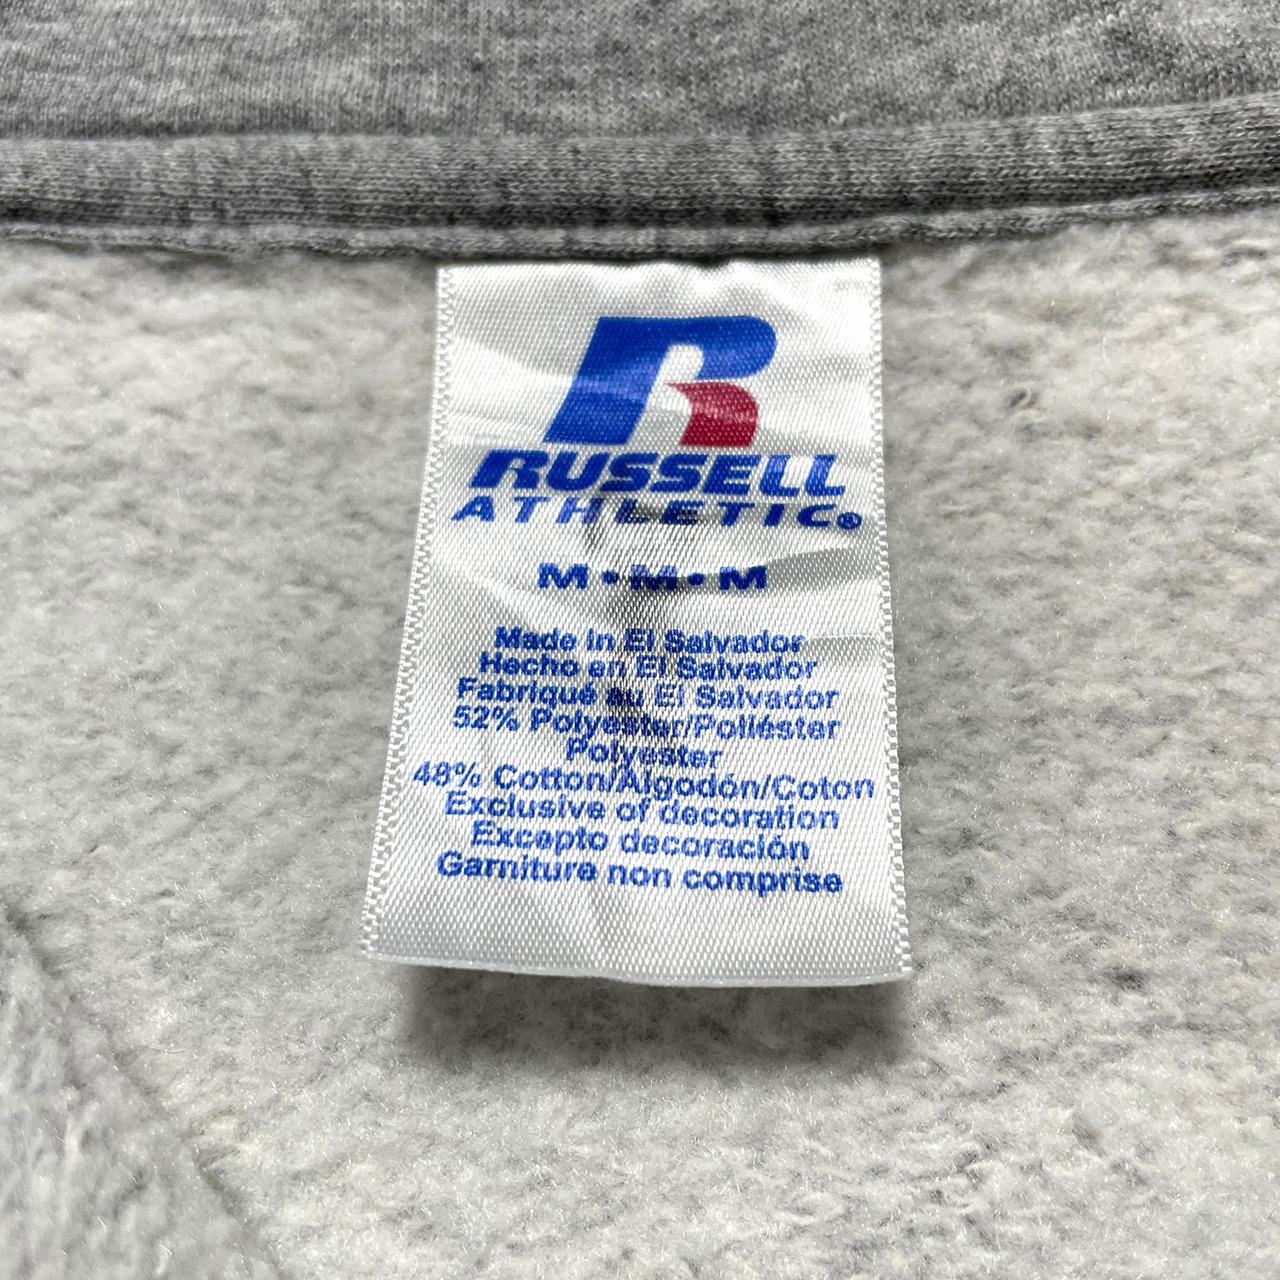 R
RUSSELL
ATHLETIC®
M • M • M
Made in El Salvador
Hecho en El Salvador
Fabriqué au El Salvador
52% Polyester/Poliéster
Polyester
48% Cotton/Algodón/Coton
Exclusive of decoration
Excepto decoración
Garniture non comprise